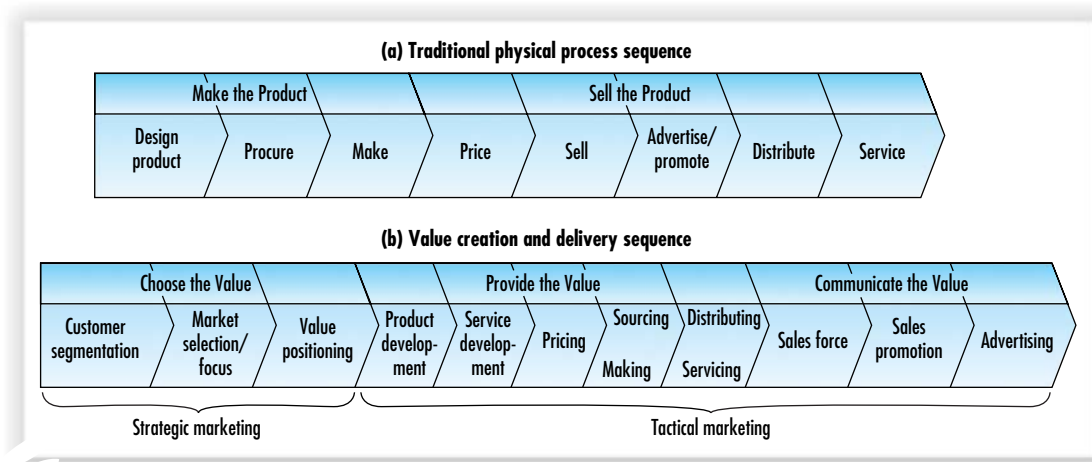 (a) Traditional physical process sequence
Make the Product
Sell the Product
Design
product
Procure
Make
Price
Sell
Advertise/
promote
Distribute
Service
(b) Value creation and delivery sequence
Choose the Value
Provide the Value
Communicate the Value
Customer
segmentation
Market
selection/
focus
Value
positioning
Product
develop-
ment
Service
develop-
ment
Pricing
Sourcing
Making
Distributing
Servicing
Sales force
Sales
promotion
Advertising
Strategic marketing
Tactical marketing